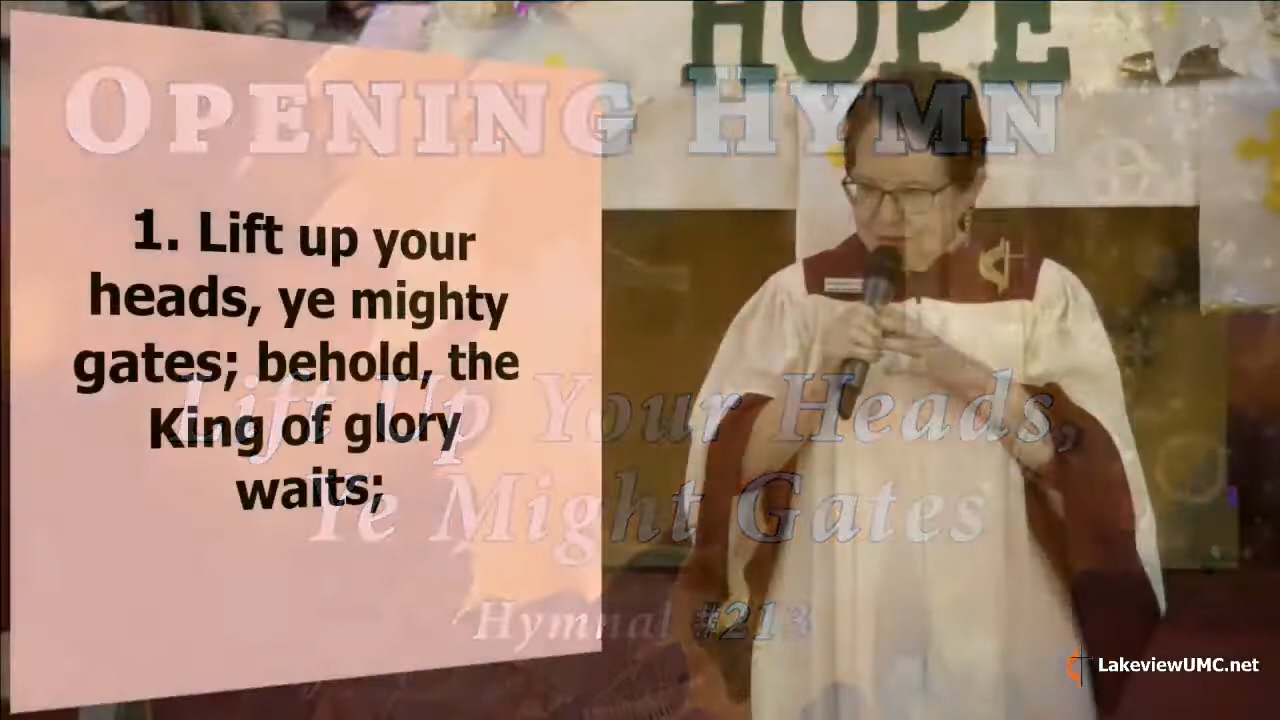 HOPE
OPENING HYMN
1. Lift up your
heads, ye mighty
gates; behold, the
King of glory
waits;
Lift Up Your Heads,
Ye Might Gates
Hymnal #213
LakeviewUMC.net